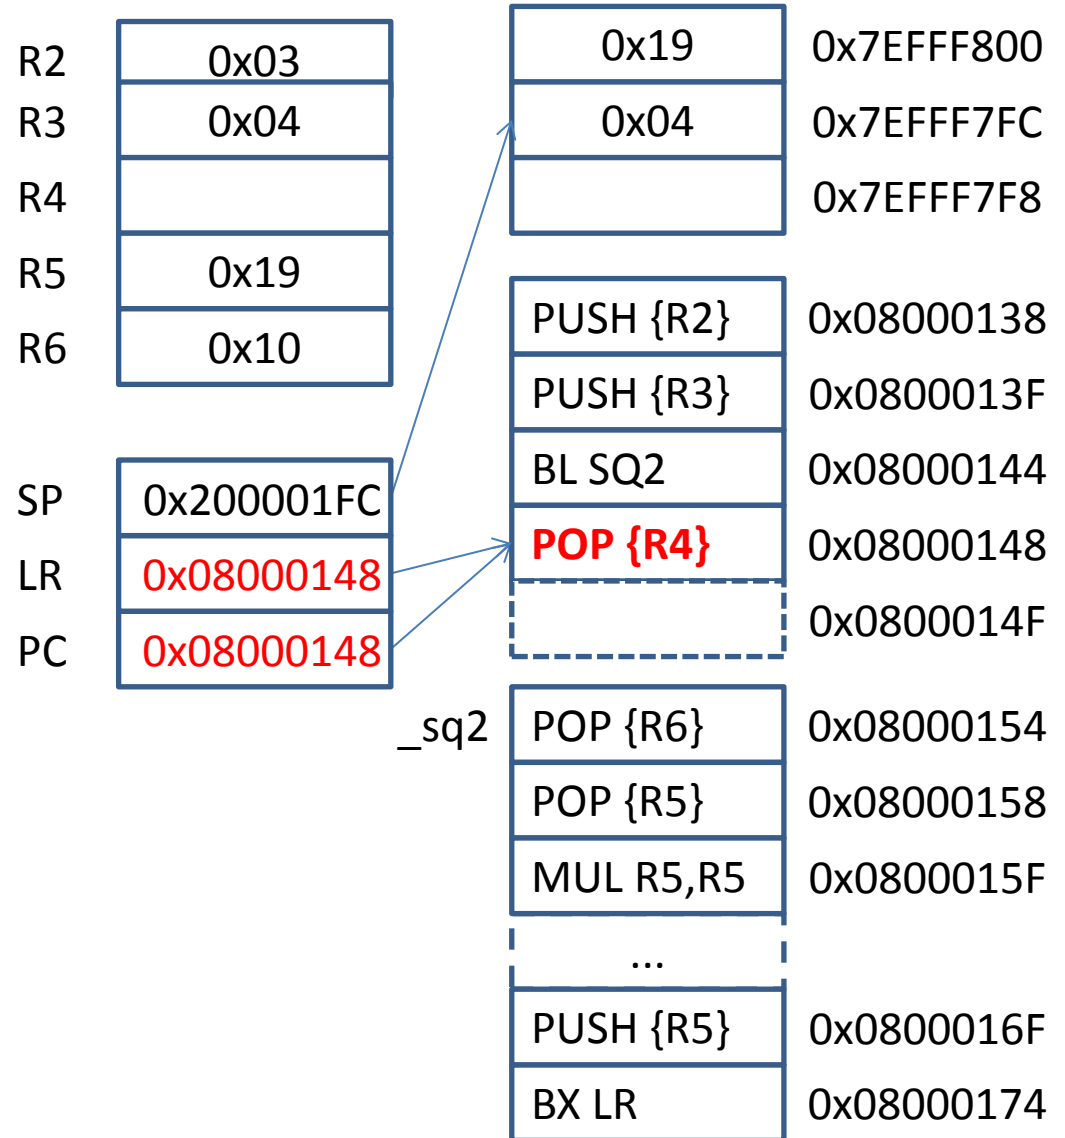 R2 0x03
R3 0x04
R4
R5 0x19
R6 0x10
SP 0x200001FC
LR 0x08000148
PC 0x08000148
0x19 0x7EFFF800
0x04 0x7EFFF7FC
0x7EFFF7F8
PUSH {R2} 0x08000138
PUSH {R3} 0x0800013F
BL SQ2 0x08000144
POP {R4} 0x08000148
0x0800014F
_sq2 POP {R6} 0x08000154
POP {R5} 0x08000158
MUL R5,R5 0x0800015F
...
PUSH {R5} 0x0800016F
BX LR 0x08000174